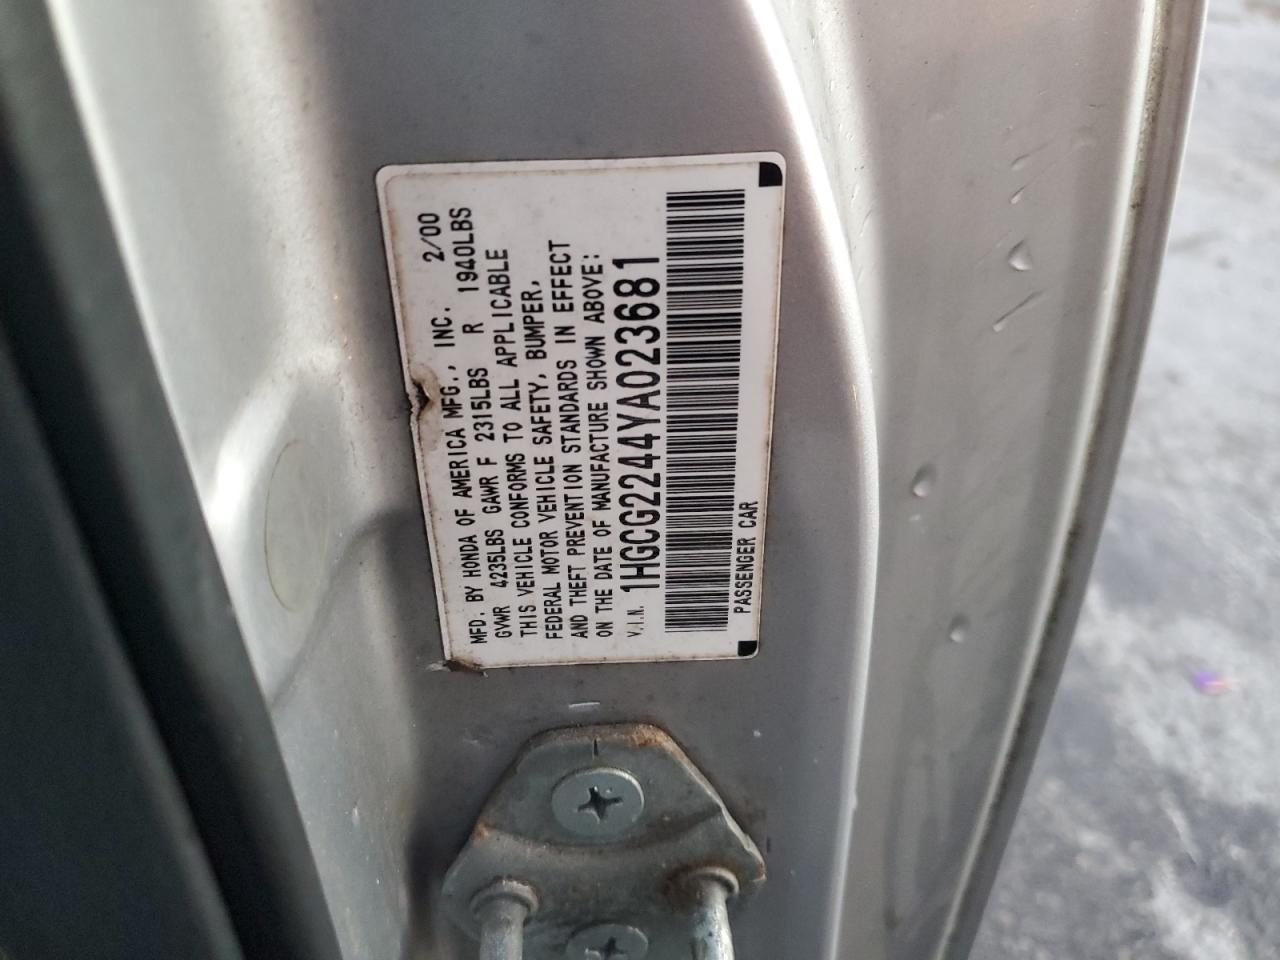 MFD. BY HONDA OF AMERICA MFG., INC. 2/00
GVWR 4235LBS GAWR F 2315LBS R 1940LBS
THIS VEHICLE CONFORMS TO ALL APPLICABLE
FEDERAL MOTOR VEHICLE SAFETY, BUMPER,
AND THEFT PREVENTION STANDARDS IN EFFECT
ON THE DATE OF MANUFACTURE SHOWN ABOVE:
V.I.N. 1HGCG2244YA023681
PASSENGER CAR